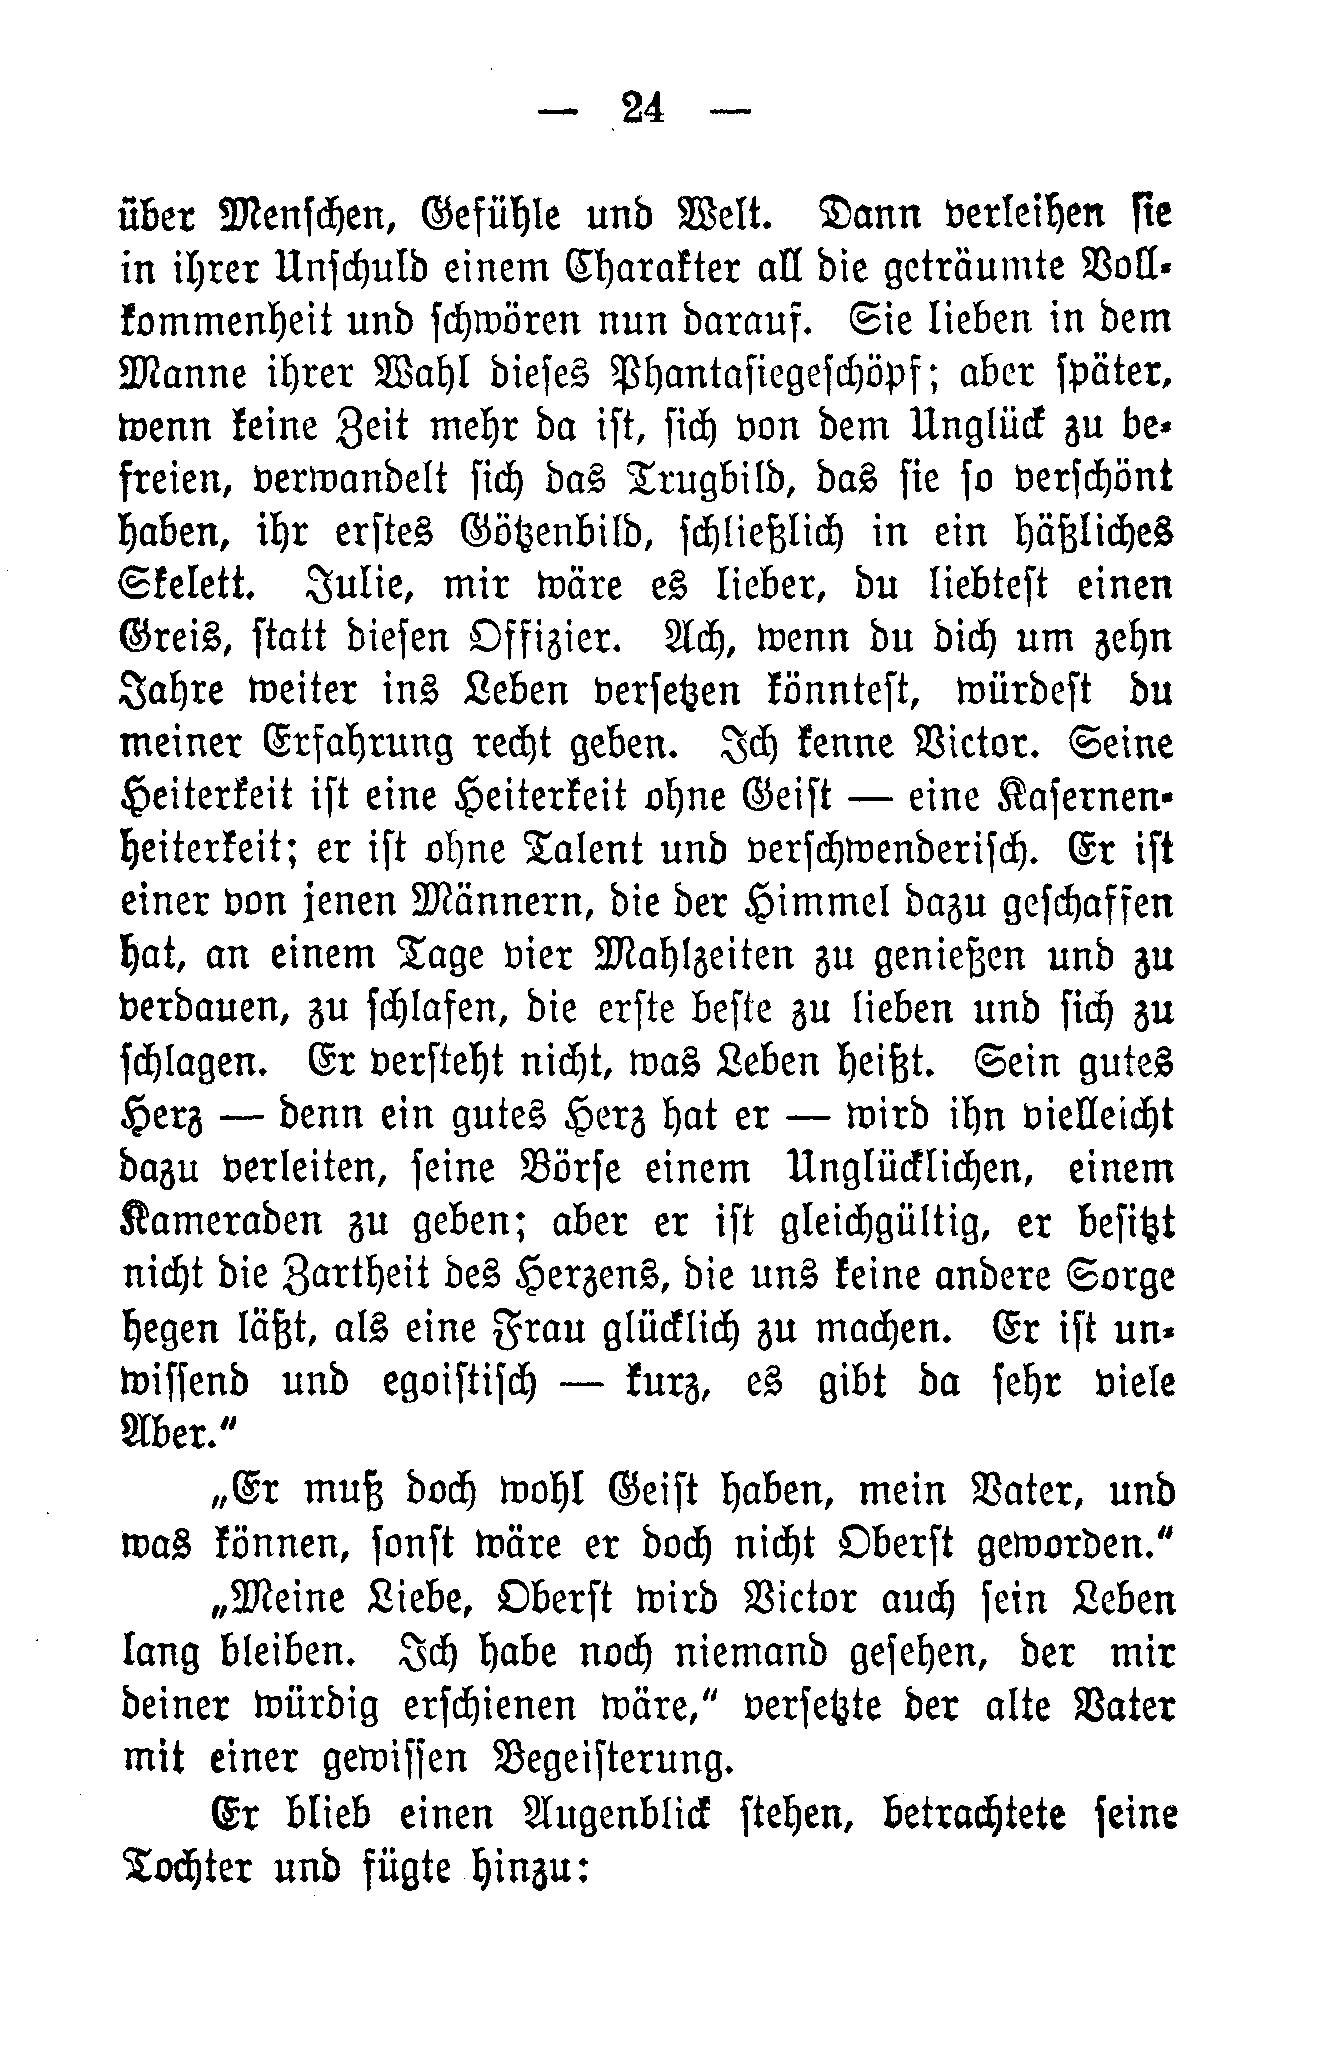 — 24 —
über Menschen, Gefühle und Welt. Dann verleihen sie
in ihrer Unschuld einem Charakter all die geträumte Voll-
kommenheit und schwören nun darauf. Sie lieben in dem
Manne ihrer Wahl dieses Phantasiegeschöpf; aber später,
wenn keine Zeit mehr da ist, sich von dem Unglück zu be-
freien, verwandelt sich das Trugbild, das sie so verschönt
haben, ihr erstes Götzenbild, schließlich in ein häßliches
Skelett. Julie, mir wäre es lieber, du liebtest einen
Greis, statt diesen Offizier. Ach, wenn du dich um zehn
Jahre weiter ins Leben versetzen könntest, würdest du
meiner Erfahrung recht geben. Ich kenne Victor. Seine
Heiterkeit ist eine Heiterkeit ohne Geist — eine Kasernen-
heiterkeit; er ist ohne Talent und verschwenderisch. Er ist
einer von jenen Männern, die der Himmel dazu geschaffen
hat, an einem Tage vier Mahlzeiten zu genießen und zu
verdauen, zu schlafen, die erste beste zu lieben und sich zu
schlagen. Er versteht nicht, was Leben heißt. Sein gutes
Herz — denn ein gutes Herz hat er — wird ihn vielleicht
dazu verleiten, seine Börse einem Unglücklichen, einem
Kameraden zu geben; aber er ist gleichgültig, er besitzt
nicht die Zartheit des Herzens, die uns keine andere Sorge
hegen läßt, als eine Frau glücklich zu machen. Er ist un-
wissend und egoistisch — kurz, es gibt da sehr viele
Aber.“
„Er muß doch wohl Geist haben, mein Vater, und
was können, sonst wäre er doch nicht Oberst geworden.“
„Meine Liebe, Oberst wird Victor auch sein Leben
lang bleiben. Ich habe noch niemand gesehen, der mir
deiner würdig erschienen wäre,“ versetzte der alte Vater
mit einer gewissen Begeisterung.
Er blieb einen Augenblick stehen, betrachtete seine
Tochter und fügte hinzu: